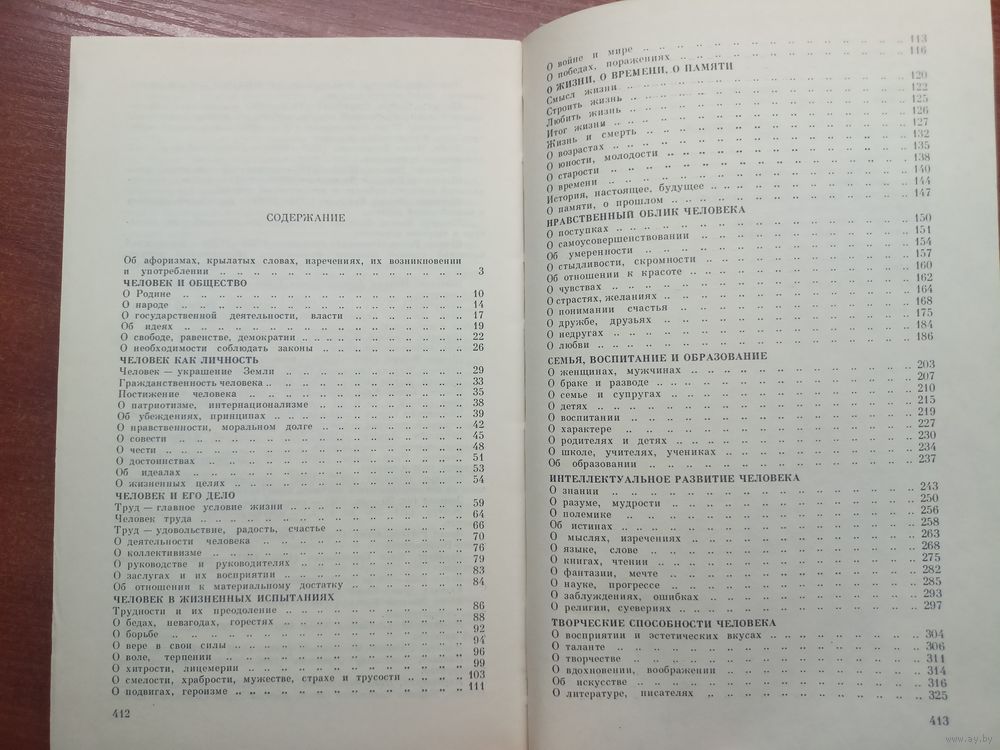 СОДЕРЖАНИЕ
Об афоризмах, крылатых словах, изречениях, их возникновении
и употреблении .. .. .. .. .. .. .. .. .. .. .. .. 3
ЧЕЛОВЕК И ОБЩЕСТВО
О Родине .. .. .. .. .. .. .. .. .. .. .. .. 10
О народе .. .. .. .. .. .. .. .. .. .. .. .. 14
О государственной деятельности, власти .. .. .. .. .. .. 17
Об идеях .. .. .. .. .. .. .. .. .. .. .. .. 19
О свободе, равенстве, демократии .. .. .. .. .. .. .. 22
О необходимости соблюдать законы .. .. .. .. .. .. .. 26
ЧЕЛОВЕК КАК ЛИЧНОСТЬ
Человек — украшение Земли .. .. .. .. .. .. .. .. 29
Гражданственность человека .. .. .. .. .. .. .. .. 33
Постижение человека .. .. .. .. .. .. .. .. .. 35
О патриотизме, интернационализме .. .. .. .. .. .. .. 38
Об убеждениях, принципах .. .. .. .. .. .. .. .. 39
О нравственности, моральном долге .. .. .. .. .. .. .. 42
О совести .. .. .. .. .. .. .. .. .. .. .. .. 45
О чести .. .. .. .. .. .. .. .. .. .. .. .. 48
О достоинствах .. .. .. .. .. .. .. .. .. .. .. 51
Об идеалах .. .. .. .. .. .. .. .. .. .. .. .. 53
О жизненных целях .. .. .. .. .. .. .. .. .. .. 54
ЧЕЛОВЕК И ЕГО ДЕЛО
Труд — главное условие жизни .. .. .. .. .. .. .. .. 59
Человек труда .. .. .. .. .. .. .. .. .. .. .. 64
Труд — удовольствие, радость, счастье .. .. .. .. .. .. 66
О деятельности человека .. .. .. .. .. .. .. .. .. 70
О коллективизме .. .. .. .. .. .. .. .. .. .. .. 76
О руководстве и руководителях .. .. .. .. .. .. .. 79
О заслугах и их восприятии .. .. .. .. .. .. .. .. 83
Об отношении к материальному достатку .. .. .. .. .. .. 84
ЧЕЛОВЕК В ЖИЗНЕННЫХ ИСПЫТАНИЯХ
Трудности и их преодоление .. .. .. .. .. .. .. .. 86
О бедах, невзгодах, горестях .. .. .. .. .. .. .. .. 88
О борьбе .. .. .. .. .. .. .. .. .. .. .. .. 92
О вере в свои силы .. .. .. .. .. .. .. .. .. .. 94
О воле, терпении .. .. .. .. .. .. .. .. .. .. 96
О хитрости, лицемерии .. .. .. .. .. .. .. .. .. 99
О смелости, храбрости, мужестве, страхе и трусости .. .. .. 103
О подвигах, героизме .. .. .. .. .. .. .. .. .. 111
412
О войне и мире .. .. .. .. .. .. .. .. .. .. 113
О победах, поражениях .. .. .. .. .. .. .. .. .. 116
О ЖИЗНИ, О ВРЕМЕНИ, О ПАМЯТИ
Смысл жизни .. .. .. .. .. .. .. .. .. .. .. 120
Строить жизнь .. .. .. .. .. .. .. .. .. .. .. 122
Любить жизнь .. .. .. .. .. .. .. .. .. .. .. 125
Итог жизни .. .. .. .. .. .. .. .. .. .. .. 126
Жизнь и смерть .. .. .. .. .. .. .. .. .. .. 127
О возрастах .. .. .. .. .. .. .. .. .. .. .. 132
О юности, молодости .. .. .. .. .. .. .. .. .. 135
О старости .. .. .. .. .. .. .. .. .. .. .. 138
О времени .. .. .. .. .. .. .. .. .. .. .. 140
История, настоящее, будущее .. .. .. .. .. .. .. .. 144
О памяти, о прошлом .. .. .. .. .. .. .. .. .. 147
НРАВСТВЕННЫЙ ОБЛИК ЧЕЛОВЕКА
О поступках .. .. .. .. .. .. .. .. .. .. .. 150
О самоусовершенствовании .. .. .. .. .. .. .. .. 151
Об умеренности .. .. .. .. .. .. .. .. .. .. 154
О стыдливости, скромности .. .. .. .. .. .. .. .. 157
Об отношении к красоте .. .. .. .. .. .. .. .. .. 160
О чувствах .. .. .. .. .. .. .. .. .. .. .. 162
О страстях, желаниях .. .. .. .. .. .. .. .. .. 164
О понимании счастья .. .. .. .. .. .. .. .. .. 168
О дружбе, друзьях .. .. .. .. .. .. .. .. .. .. 175
О недругах .. .. .. .. .. .. .. .. .. .. .. 184
О любви .. .. .. .. .. .. .. .. .. .. .. .. 186
СЕМЬЯ, ВОСПИТАНИЕ И ОБРАЗОВАНИЕ
О женщинах, мужчинах .. .. .. .. .. .. .. .. .. 203
О браке и разводе .. .. .. .. .. .. .. .. .. .. 207
О семье и супругах .. .. .. .. .. .. .. .. .. .. 210
О детях .. .. .. .. .. .. .. .. .. .. .. .. 215
О воспитании .. .. .. .. .. .. .. .. .. .. .. 219
О характере .. .. .. .. .. .. .. .. .. .. .. 227
О родителях и детях .. .. .. .. .. .. .. .. .. 230
О школе, учителях, учениках .. .. .. .. .. .. .. .. 234
Об образовании .. .. .. .. .. .. .. .. .. .. 237
ИНТЕЛЛЕКТУАЛЬНОЕ РАЗВИТИЕ ЧЕЛОВЕКА
О знании .. .. .. .. .. .. .. .. .. .. .. .. 243
О разуме, мудрости .. .. .. .. .. .. .. .. .. .. 250
О полемике .. .. .. .. .. .. .. .. .. .. .. 256
Об истинах .. .. .. .. .. .. .. .. .. .. .. 258
О мыслях, изречениях .. .. .. .. .. .. .. .. .. 263
О языке, слове .. .. .. .. .. .. .. .. .. .. 268
О книгах, чтении .. .. .. .. .. .. .. .. .. .. 275
О фантазии, мечте .. .. .. .. .. .. .. .. .. .. 282
О науке, прогрессе .. .. .. .. .. .. .. .. .. .. 285
О заблуждениях, ошибках .. .. .. .. .. .. .. .. 293
О религии, суевериях .. .. .. .. .. .. .. .. .. 297
ТВОРЧЕСКИЕ СПОСОБНОСТИ ЧЕЛОВЕКА
О восприятии и эстетических вкусах .. .. .. .. .. .. .. 304
О таланте .. .. .. .. .. .. .. .. .. .. .. 306
О творчестве .. .. .. .. .. .. .. .. .. .. .. 311
О вдохновении, воображении .. .. .. .. .. .. .. .. 314
Об искусстве .. .. .. .. .. .. .. .. .. .. .. 316
О литературе, писателях .. .. .. .. .. .. .. .. .. 325
413
www.ay.by